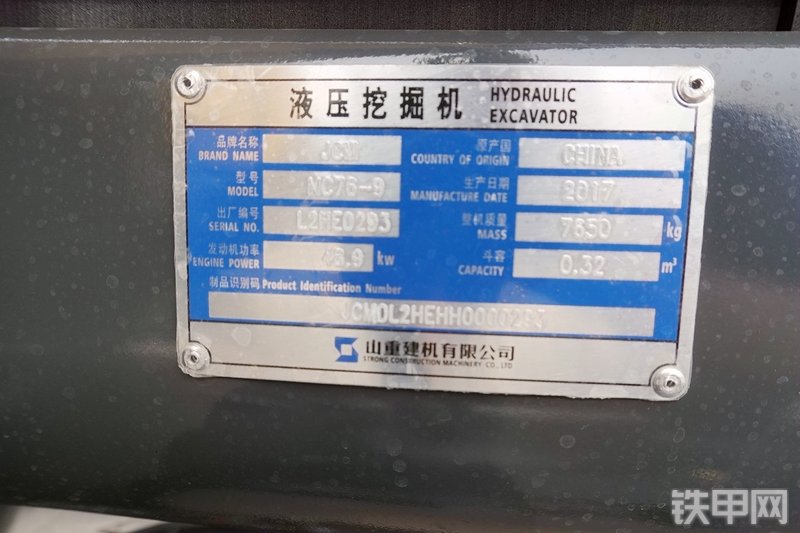 液压挖掘机 HYDRAULIC EXCAVATOR
品牌名称 BRAND NAME JCM
原产国 COUNTRY OF ORIGIN CHINA
型号 MODEL MC76-9
生产日期 MANUFACTURE DATE 2017
出厂编号 SERIAL NO. L2HE0293
整机质量 MASS 7650 kg
发动机功率 ENGINE POWER kw
斗容 CAPACITY 0.32 m³
制品识别码 Product Identification Number
JCMDL2HEHH0000293
山重建机有限公司
STRONG CONSTRUCTION MACHINERY CO., LTD
铁甲网